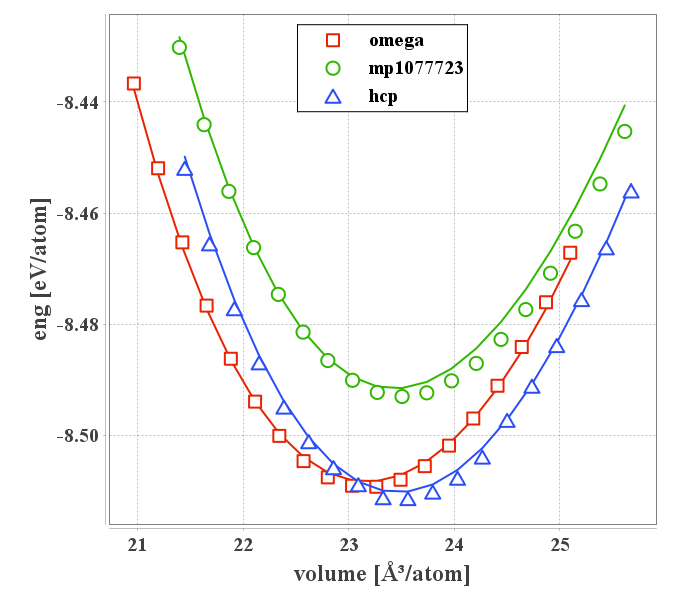 omega
mp1077723
hcp
-8.44
-8.46
-8.48
-8.50
eng [eV/atom]
21 22 23 24 25
volume [Å³/atom]